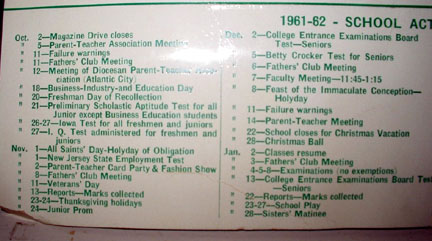 1961-62 - SCHOOL ACT
Oct. 2—Magazine Drive closes
" 5—Parent-Teacher Association Meeting
" 11—Failure warnings
" 11—Fathers' Club Meeting
" 12—Meeting of Diocesan Parent-Teacher
(Atlantic City)
" 18—Business-Industry-and Education Day
" 20—Freshman Day of Recollection
" 21—Preliminary Scholastic Aptitude Test for all
Junior except Business Education students
" 26-27—Iowa Test for all freshmen and juniors
" 27—I. Q. Test administered for freshmen and
juniors
Nov. 1—All Saints' Day-Holyday of Obligation
" 1—New Jersey State Employment Test
" 2—Parent-Teacher Card Party & Fashion Show
" 8—Fathers' Club Meeting
" 11—Veterans' Day
" 13—Reports—Marks collected
" 23-24—Thanksgiving holidays
" 24—Junior Prom
Dec. 2—College Entrance Examinations Board
Test—Seniors
" 5—Betty Crocker Test for Seniors
" 6—Fathers' Club Meeting
" 7—Faculty Meeting—11:45-1:15
" 8—Feast of the Immaculate Conception—
Holyday
" 11—Failure warnings
" 14—Parent-Teacher Meeting
" 22—School closes for Christmas Vacation
" 28—Christmas Ball
Jan. 2—Classes resume
" 3—Fathers' Club Meeting
" 4-5-8—Examinations (no exemptions)
" 13—College Entrance Examinations Board Test
—Seniors
" 22—Reports—Marks collected
" 23-27—School Play
" 28—Sisters' Matinee